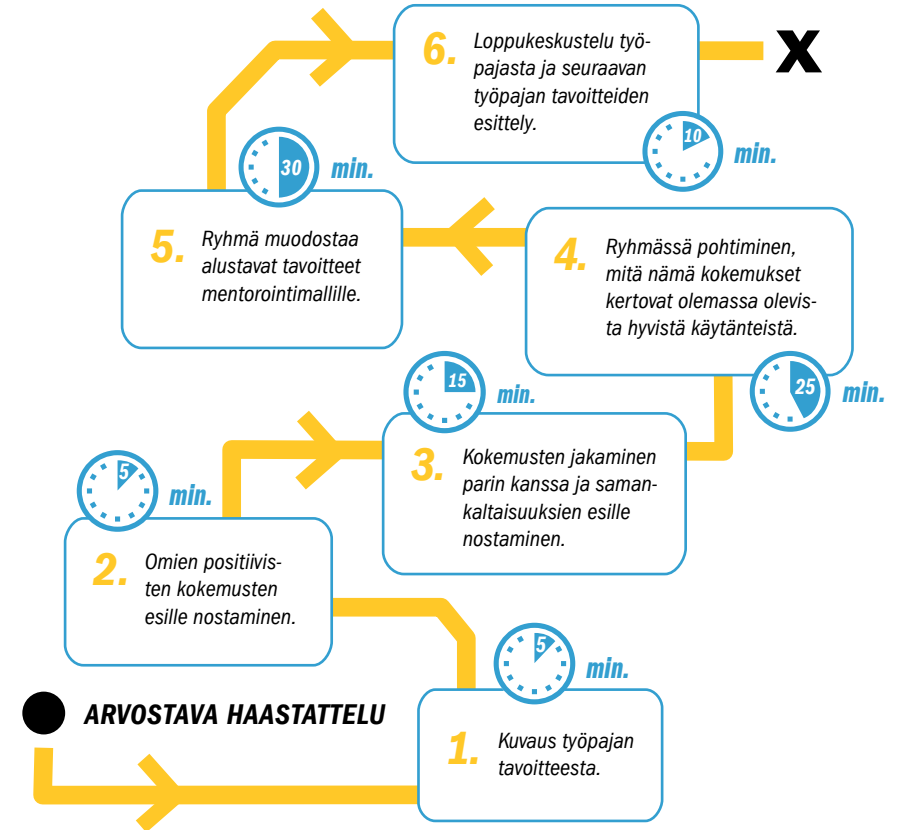 6.
Loppukeskustelu työ-
pajasta ja seuraavan
työpajan tavoitteiden
esittely.
X
10
min.
30
min.
5.
Ryhmä muodostaa
alustavat tavoitteet
mentorointimallille.
4.
Ryhmässä pohtiminen,
mitä nämä kokemukset
kertovat olemassa olevis-
ta hyvistä käytänteistä.
25
min.
15
min.
3.
Kokemusten jakaminen
parin kanssa ja saman-
kaltaisuuksien esille
nostaminen.
5
min.
2.
Omien positiivis-
ten kokemusten
esille nostaminen.
5
min.
ARVOSTAVA HAASTATTELU
1.
Kuvaus työpajan
tavoitteesta.